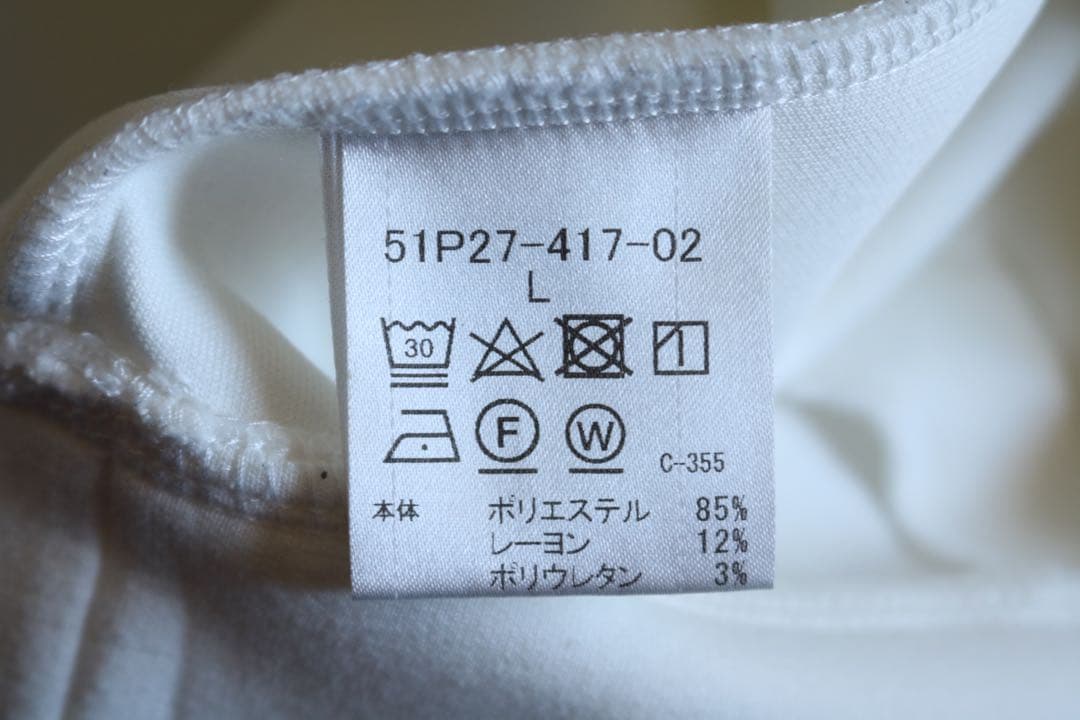 51P27-417-02
L
30
F W C-355
本体 ポリエステル 85%
レーヨン 12%
ポリウレタン 3%